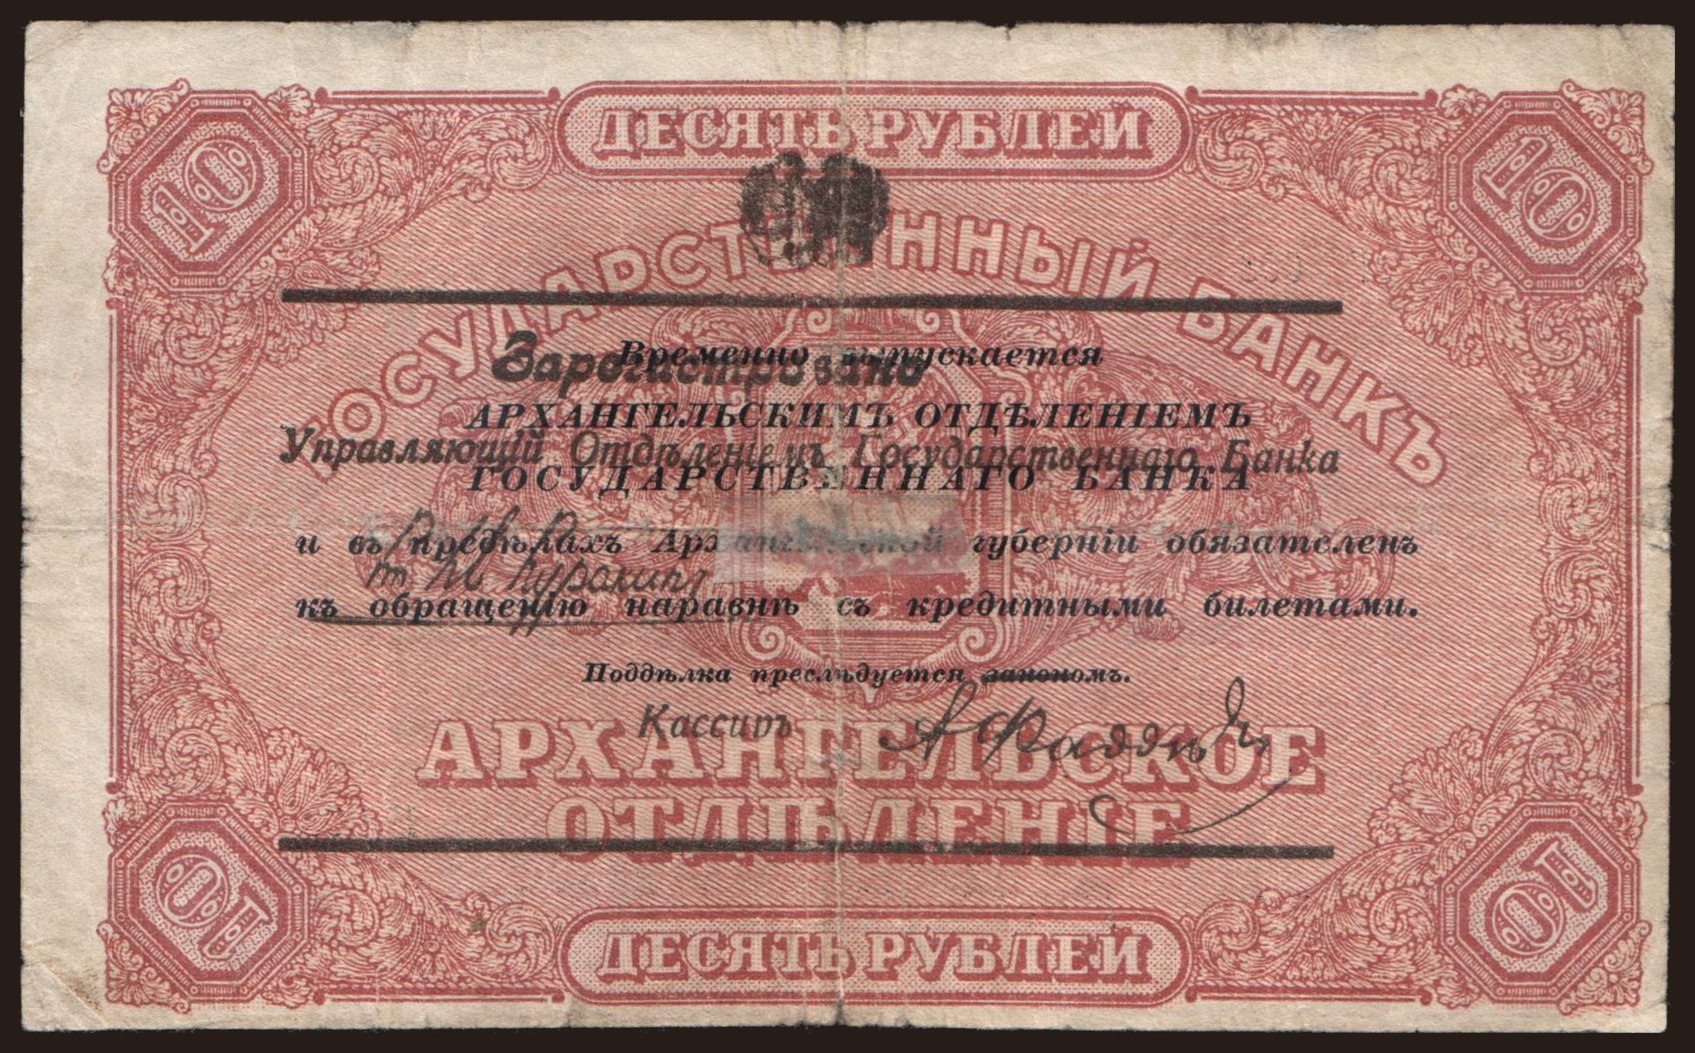 10 ДЕСЯТЬ РУБЛЕЙ 10
ГОСУДАРСТВЕННЫЙ БАНКЪ
Временно выпускается
Зарегистровано
АРХАНГЕЛЬСКИМЪ ОТДѢЛЕНІЕМЪ
Управляющій Отдѣленіемъ Государственнаго Банка
ГОСУДАРСТВЕННАГО БАНКА
и въ предѣлахъ Архангельской губерніи обязателенъ
къ обращенію наравнѣ съ кредитными билетами.
Поддѣлка преслѣдуется закономъ.
Кассиръ
АРХАНГЕЛЬСКОЕ
ОТДѢЛЕНІЕ
10 ДЕСЯТЬ РУБЛЕЙ 10